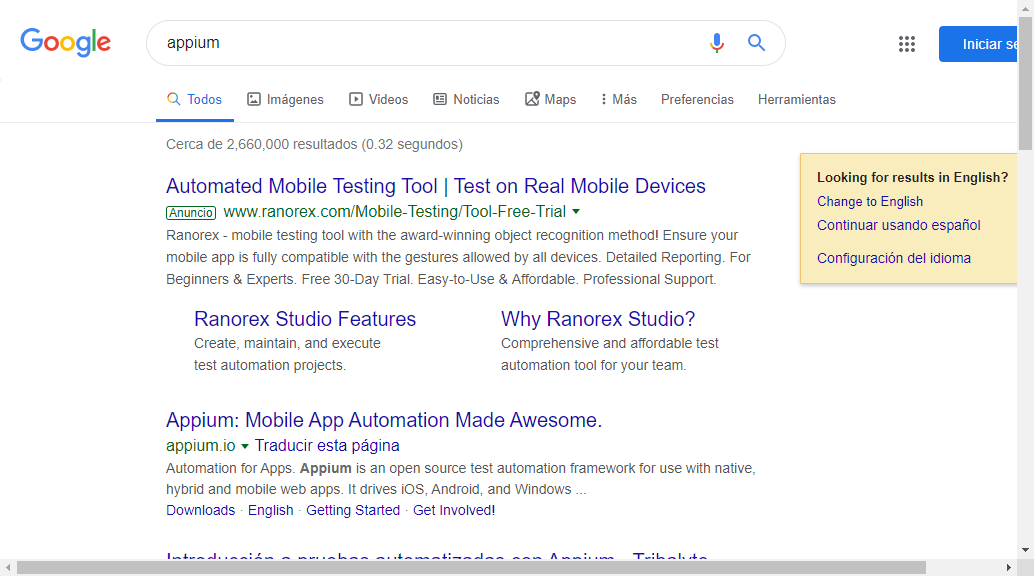 Google
appium
Iniciar se
Todos Imágenes Videos Noticias Maps Más Preferencias Herramientas
Cerca de 2,660,000 resultados (0.32 segundos)
Looking for results in English?
Change to English
Continuar usando español
Configuración del idioma
Automated Mobile Testing Tool | Test on Real Mobile Devices
Anuncio www.ranorex.com/Mobile-Testing/Tool-Free-Trial
Ranorex - mobile testing tool with the award-winning object recognition method! Ensure your
mobile app is fully compatible with the gestures allowed by all devices. Detailed Reporting. For
Beginners & Experts. Free 30-Day Trial. Easy-to-Use & Affordable. Professional Support.
Ranorex Studio Features
Create, maintain, and execute
test automation projects.
Why Ranorex Studio?
Comprehensive and affordable test
automation tool for your team.
Appium: Mobile App Automation Made Awesome.
appium.io Traducir esta página
Automation for Apps. Appium is an open source test automation framework for use with native,
hybrid and mobile web apps. It drives iOS, Android, and Windows ...
Downloads · English · Getting Started · Get Involved!
Introducción a pruebas automatizadas con Appium - Tribalyte